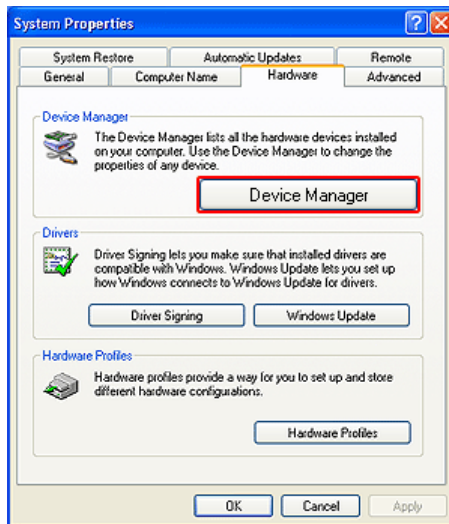 System Properties
System Restore Automatic Updates Remote
General Computer Name Hardware Advanced
Device Manager
The Device Manager lists all the hardware devices installed
on your computer. Use the Device Manager to change the
properties of any device.
Device Manager
Drivers
Driver Signing lets you make sure that installed drivers are
compatible with Windows. Windows Update lets you set up
how Windows connects to Windows Update for drivers.
Driver Signing Windows Update
Hardware Profiles
Hardware profiles provide a way for you to set up and store
different hardware configurations.
Hardware Profiles
OK Cancel Apply